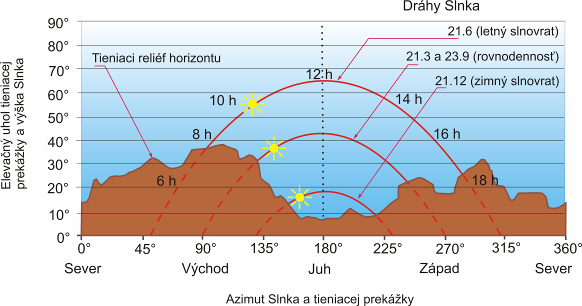 Dráhy Slnka
21.6 (letný slnovrat)
21.3 a 23.9 (rovnodennosť)
21.12 (zimný slnovrat)
Tieniaci reliéf horizontu
Elevačný uhol tieniacej
prekážky a výška Slnka
90°
80°
70°
60°
50°
40°
30°
20°
10°
0°
6 h
8 h
10 h
12 h
14 h
16 h
18 h
0° 45° 90° 135° 180° 225° 270° 315° 360°
Sever Východ Juh Západ Sever
Azimut Slnka a tieniacej prekážky